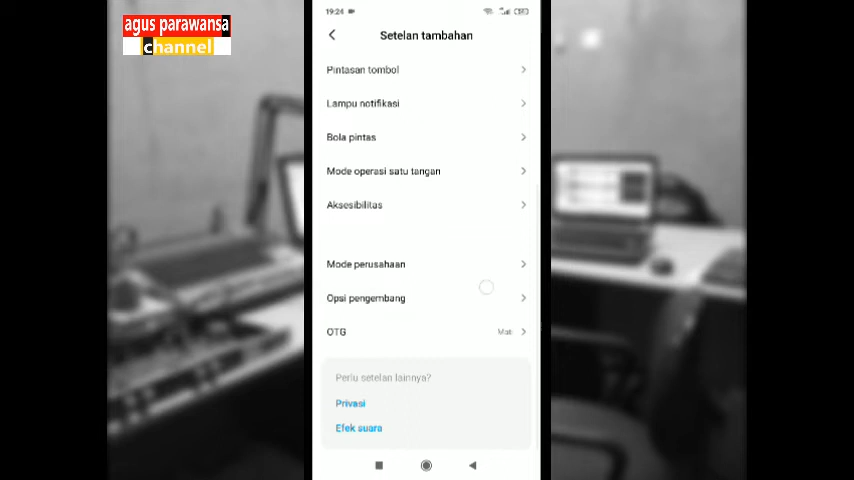 agus parawansa
channel
19:24
Setelan tambahan
Pintasan tombol
Lampu notifikasi
Bola pintas
Mode operasi satu tangan
Aksesibilitas
Mode perusahaan
Opsi pengembang
OTG
Mati
Perlu setelan lainnya?
Privasi
Efek suara